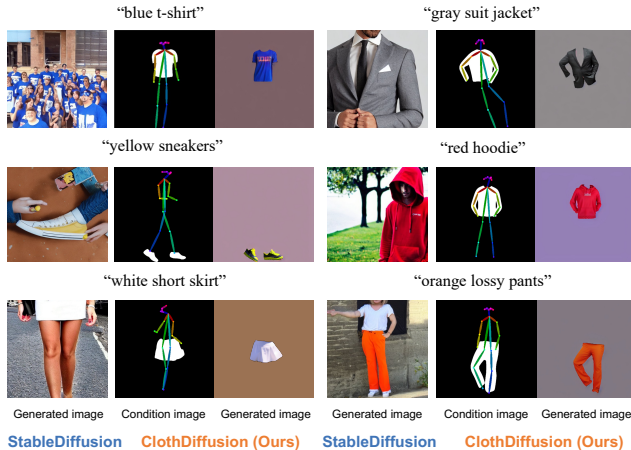 “blue t-shirt” “gray suit jacket”
“yellow sneakers” “red hoodie”
“white short skirt” “orange lossy pants”
Generated image Condition image Generated image Generated image Condition image Generated image
StableDiffusion ClothDiffusion (Ours) StableDiffusion ClothDiffusion (Ours)